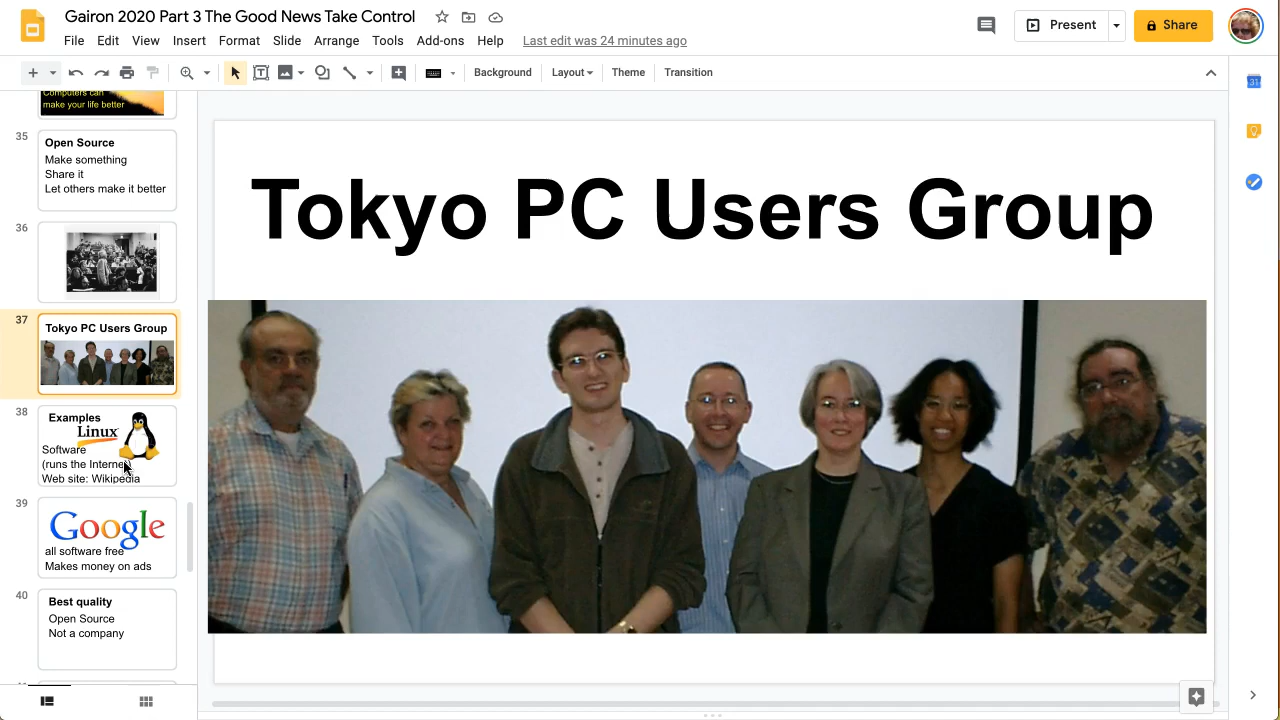 Gairon 2020 Part 3 The Good News Take Control
File Edit View Insert Format Slide Arrange Tools Add-ons Help Last edit was 24 minutes ago
Present
Share
Background Layout Theme Transition
31
Computers can
make your life better
35
Open Source
Make something
Share it
Let others make it better
36
37
Tokyo PC Users Group
38
Examples
Linux
Software
(runs the Internet
Web site: Wikipedia
39
Google
all software free
Makes money on ads
40
Best quality
Open Source
Not a company
Tokyo PC Users Group